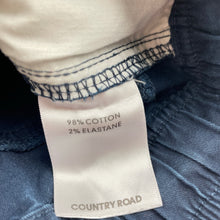 98% COTTON
2% ELASTANE
COUNTRY ROAD